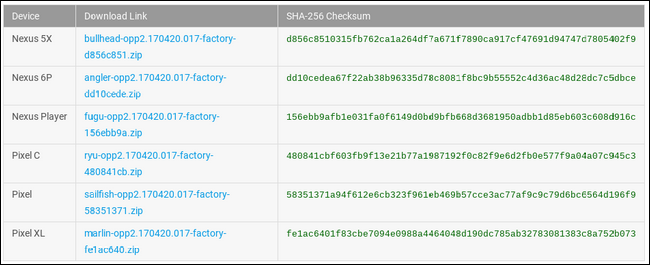 Device Download Link SHA-256 Checksum
Nexus 5X bullhead-opp2.170420.017-factory- d856c8510315fb762ca1a264df7a671f7890ca917cf47691d94747d7805402f9
d856c851.zip
Nexus 6P angler-opp2.170420.017-factory- dd10cedea67f22ab38b96335d78c8081f8bc9b55552c4d36ac48d28dc7c5dbce
dd10cede.zip
Nexus Player fugu-opp2.170420.017-factory- 156ebb9afb1e031fa0f6149d0bd9bfb668d3681950adbb1d85eb603c608d916c
156ebb9a.zip
Pixel C ryu-opp2.170420.017-factory- 480841cbf603fb9f13e21b77a1987192f0c82f9e6d2fb0e577f9a04a07c945c3
480841cb.zip
Pixel sailfish-opp2.170420.017-factory- 58351371a94f612e6cb323f961eb469b57cce3ac77af9c9c79d6bc6564d196f9
58351371.zip
Pixel XL marlin-opp2.170420.017-factory- fe1ac6401f83cbe7094e0988a4464048d190dc785ab32783081383c8a752b073
fe1ac640.zip